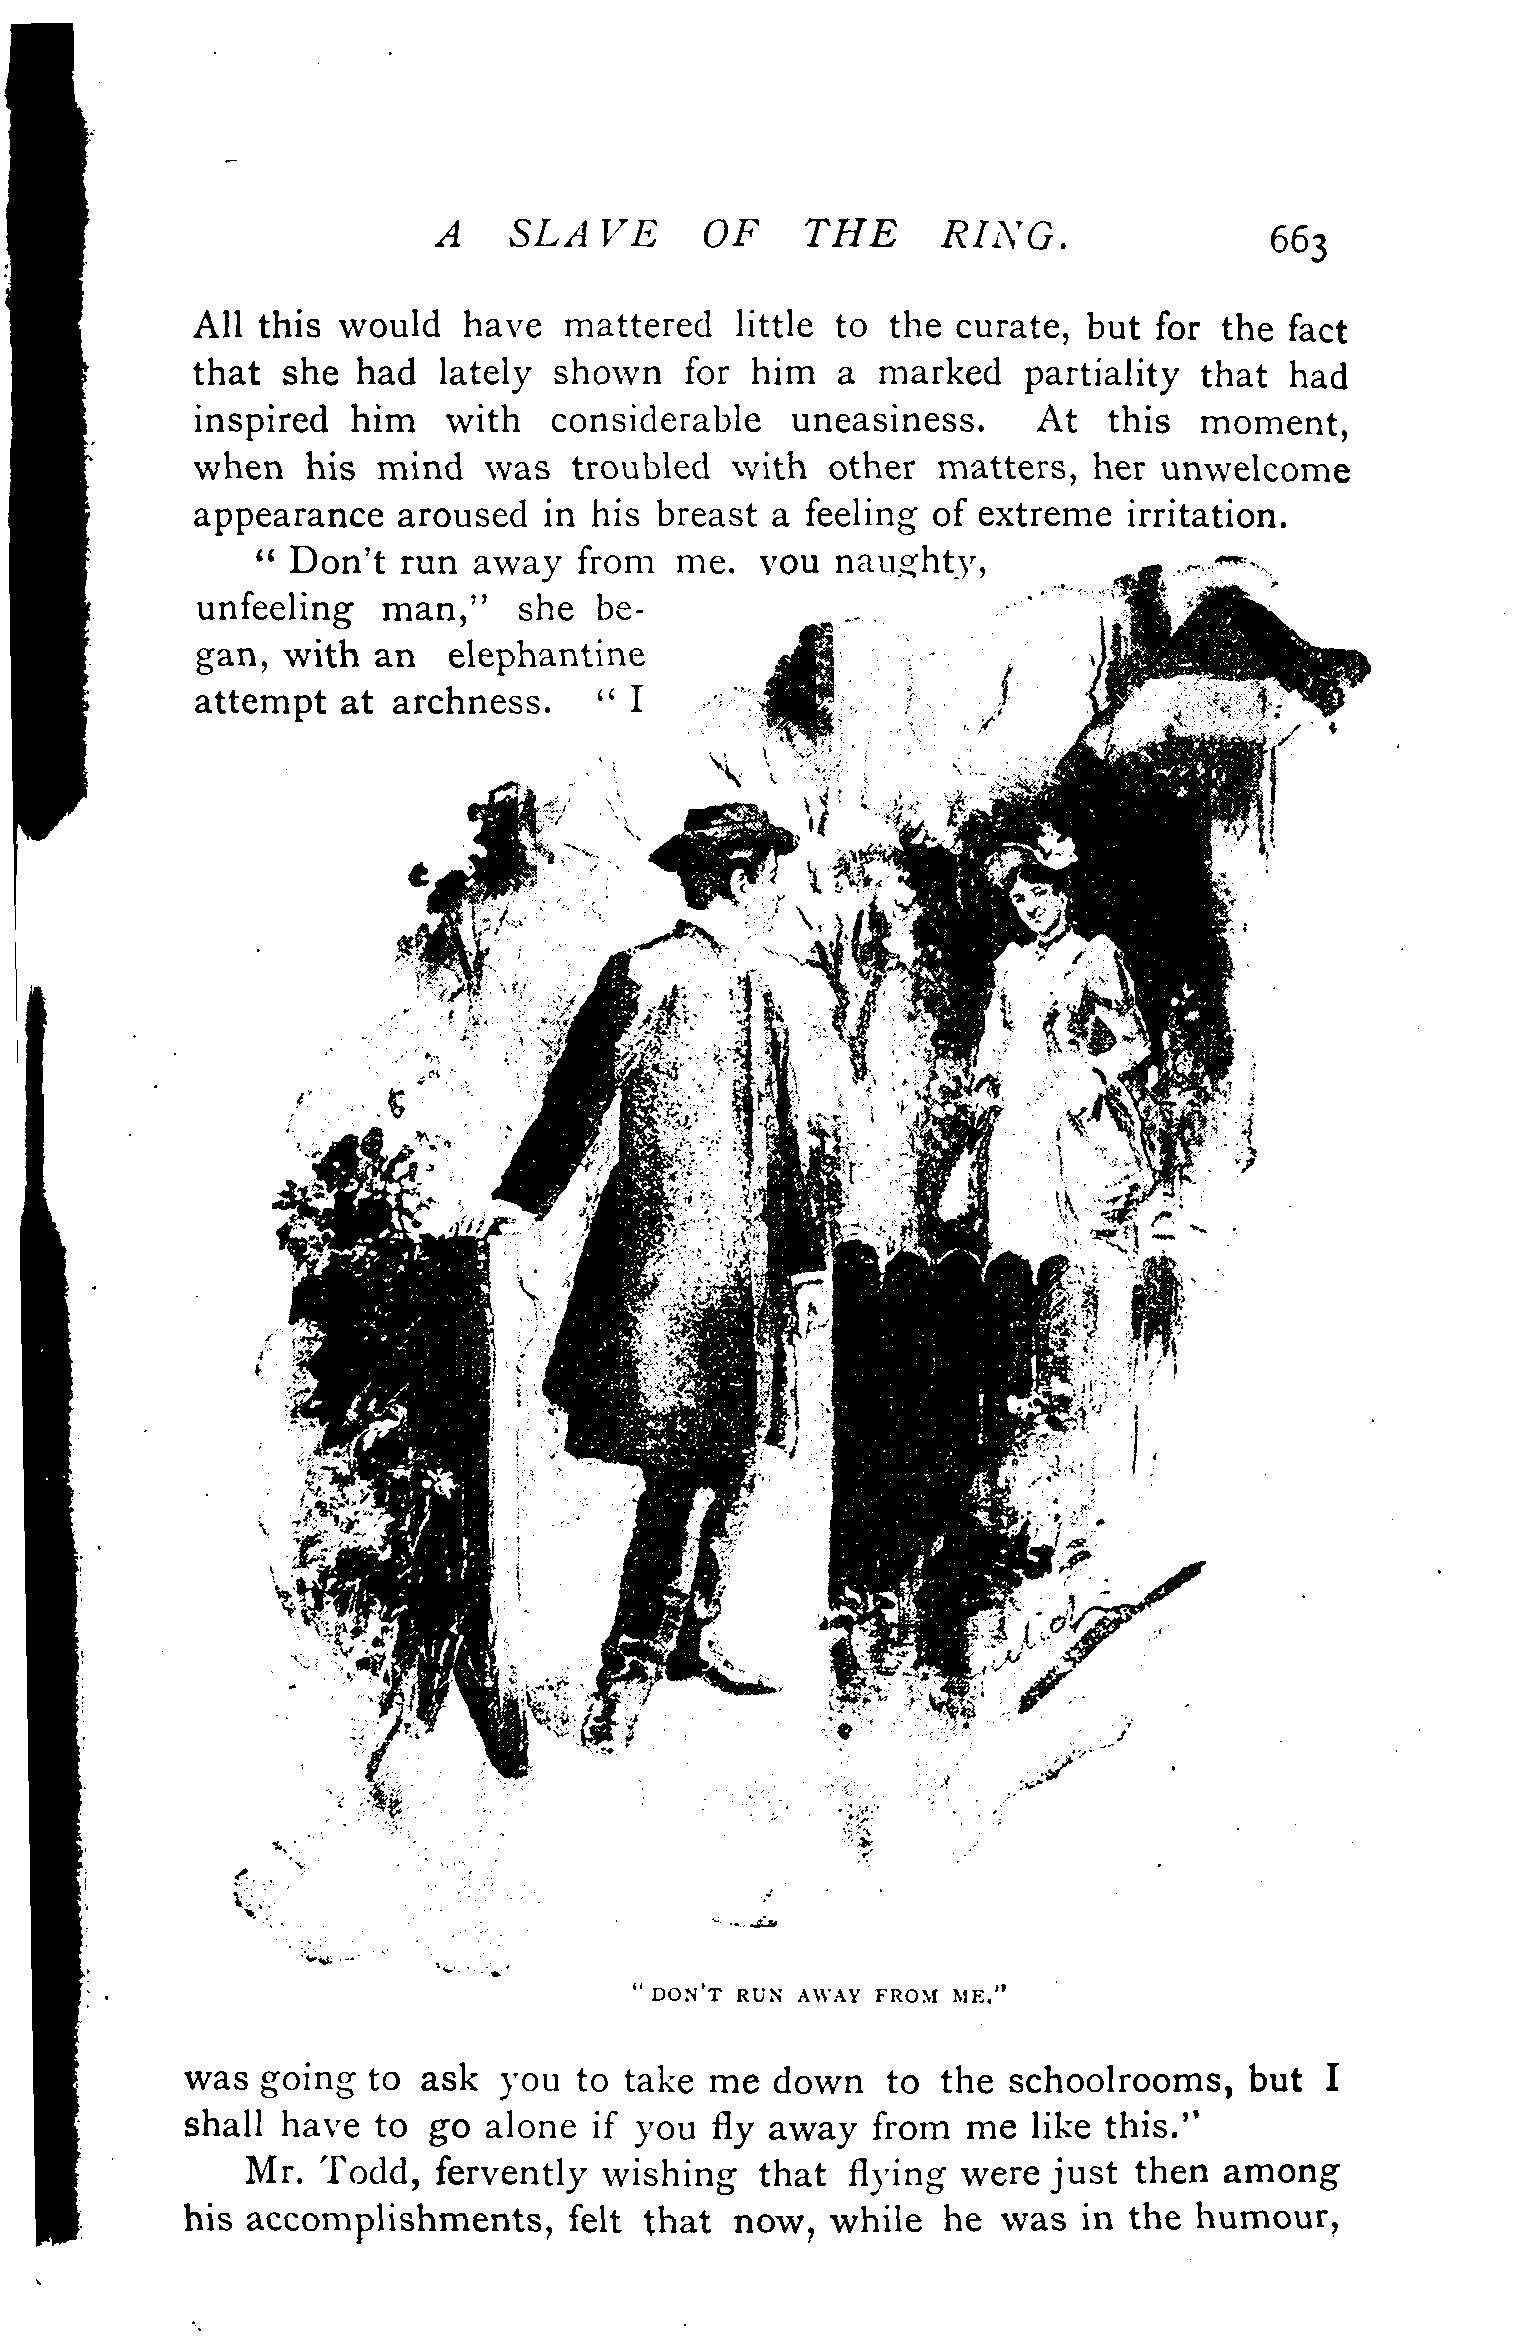 A SLAVE OF THE RING. 663
All this would have mattered little to the curate, but for the fact
that she had lately shown for him a marked partiality that had
inspired him with considerable uneasiness. At this moment,
when his mind was troubled with other matters, her unwelcome
appearance aroused in his breast a feeling of extreme irritation.
“ Don't run away from me. you naughty,
unfeeling man,” she be-
gan, with an elephantine
attempt at archness. “ I
“ DON'T RUN AWAY FROM ME.”
was going to ask you to take me down to the schoolrooms, but I
shall have to go alone if you fly away from me like this.”
Mr. Todd, fervently wishing that flying were just then among
his accomplishments, felt that now, while he was in the humour,